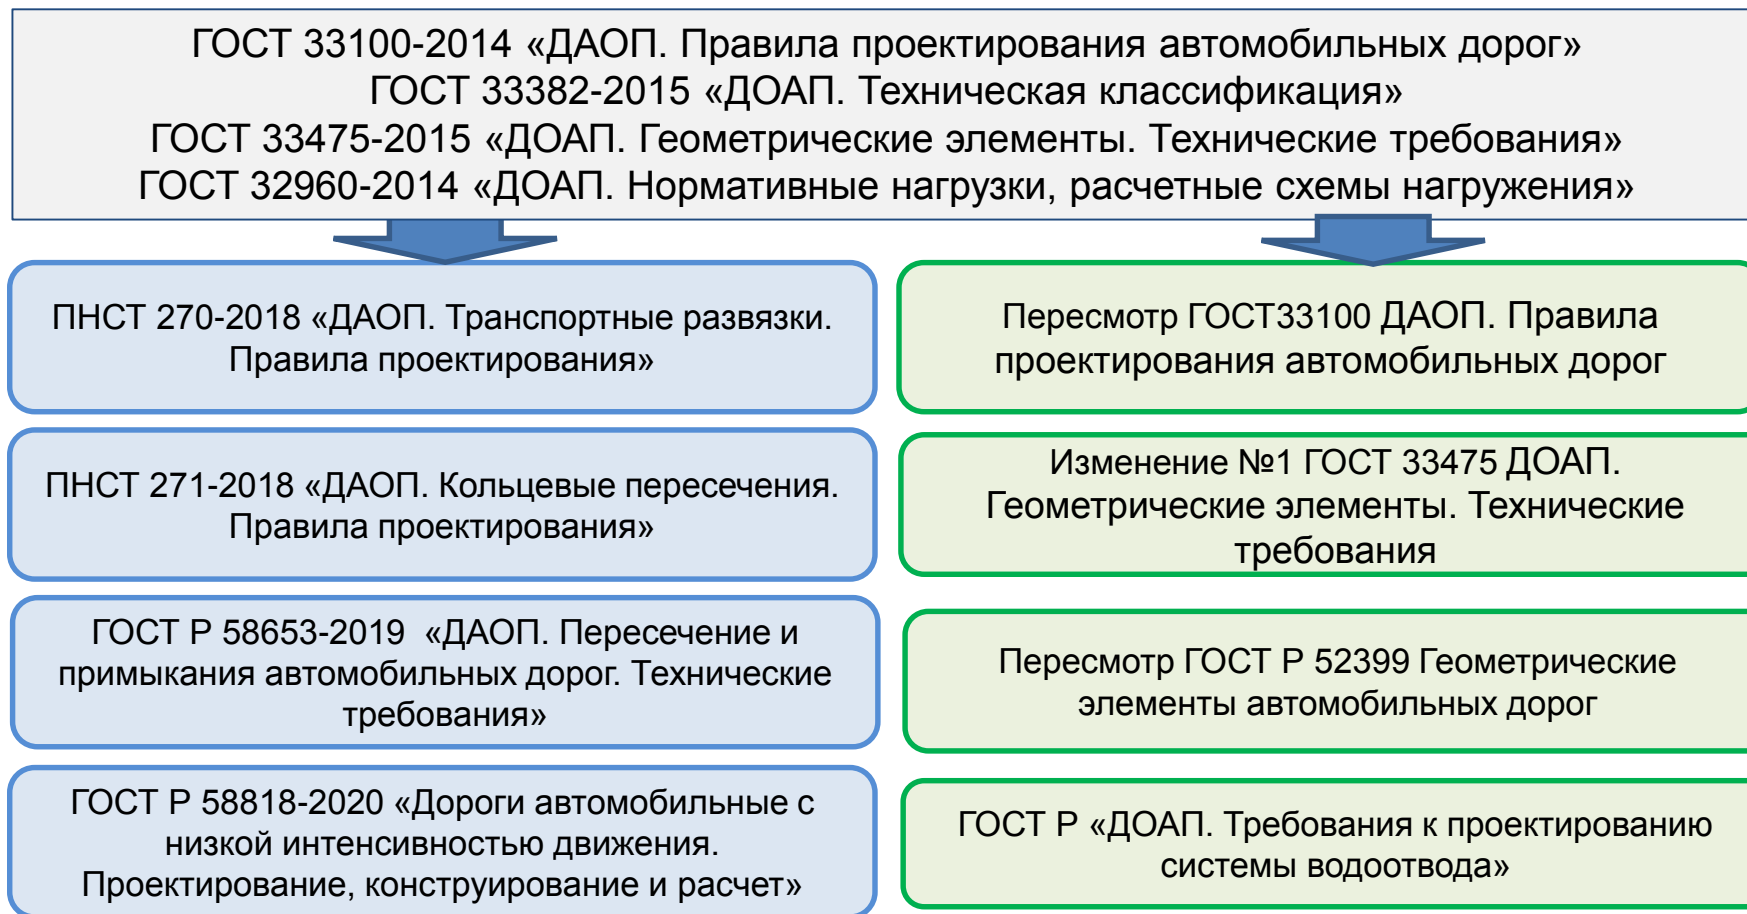 ГОСТ 33100-2014 «ДАОП. Правила проектирования автомобильных дорог»
ГОСТ 33382-2015 «ДОАП. Техническая классификация»
ГОСТ 33475-2015 «ДОАП. Геометрические элементы. Технические требования»
ГОСТ 32960-2014 «ДОАП. Нормативные нагрузки, расчетные схемы нагружения»
ПНСТ 270-2018 «ДАОП. Транспортные развязки.
Правила проектирования»
ПНСТ 271-2018 «ДАОП. Кольцевые пересечения.
Правила проектирования»
ГОСТ Р 58653-2019 «ДАОП. Пересечение и
примыкания автомобильных дорог. Технические
требования»
ГОСТ Р 58818-2020 «Дороги автомобильные с
низкой интенсивностью движения.
Проектирование, конструирование и расчет»
Пересмотр ГОСТ33100 ДАОП. Правила
проектирования автомобильных дорог
Изменение №1 ГОСТ 33475 ДОАП.
Геометрические элементы. Технические
требования
Пересмотр ГОСТ Р 52399 Геометрические
элементы автомобильных дорог
ГОСТ Р «ДОАП. Требования к проектированию
системы водоотвода»